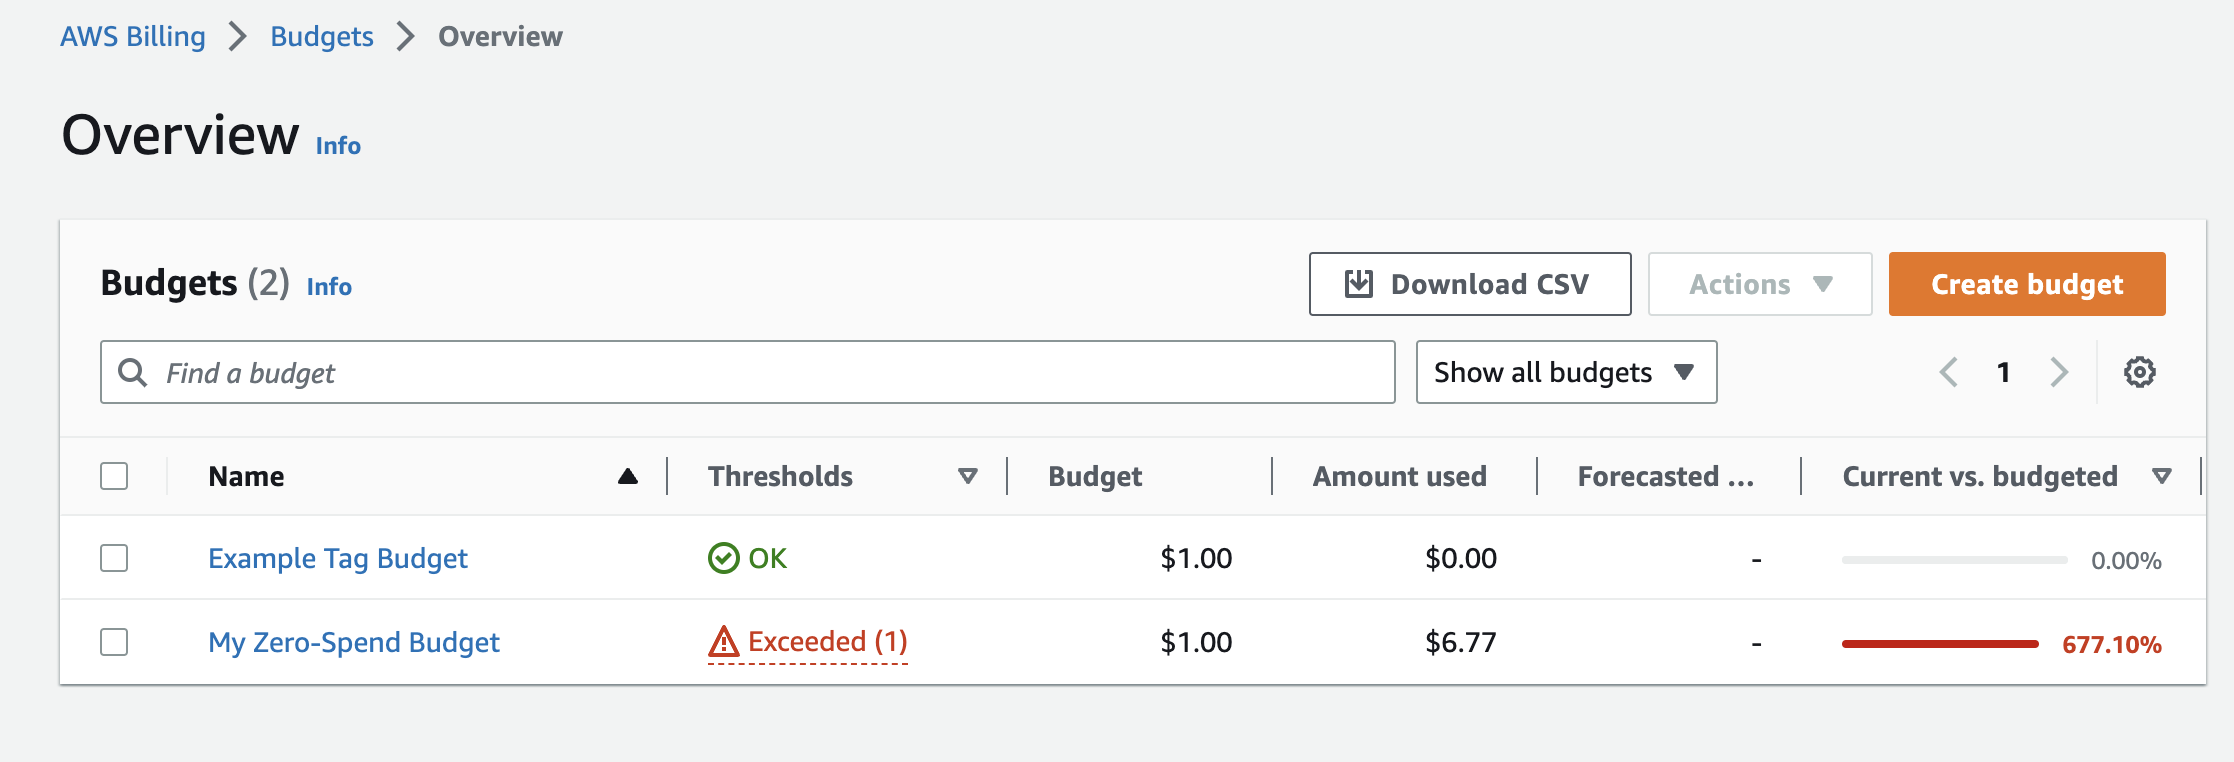 AWS Billing > Budgets > Overview
Overview Info
Budgets (2) Info
Download CSV Actions Create budget
Find a budget Show all budgets 1
Name Thresholds Budget Amount used Forecasted ... Current vs. budgeted
Example Tag Budget OK $1.00 $0.00 - 0.00%
My Zero-Spend Budget Exceeded (1) $1.00 $6.77 - 677.10%